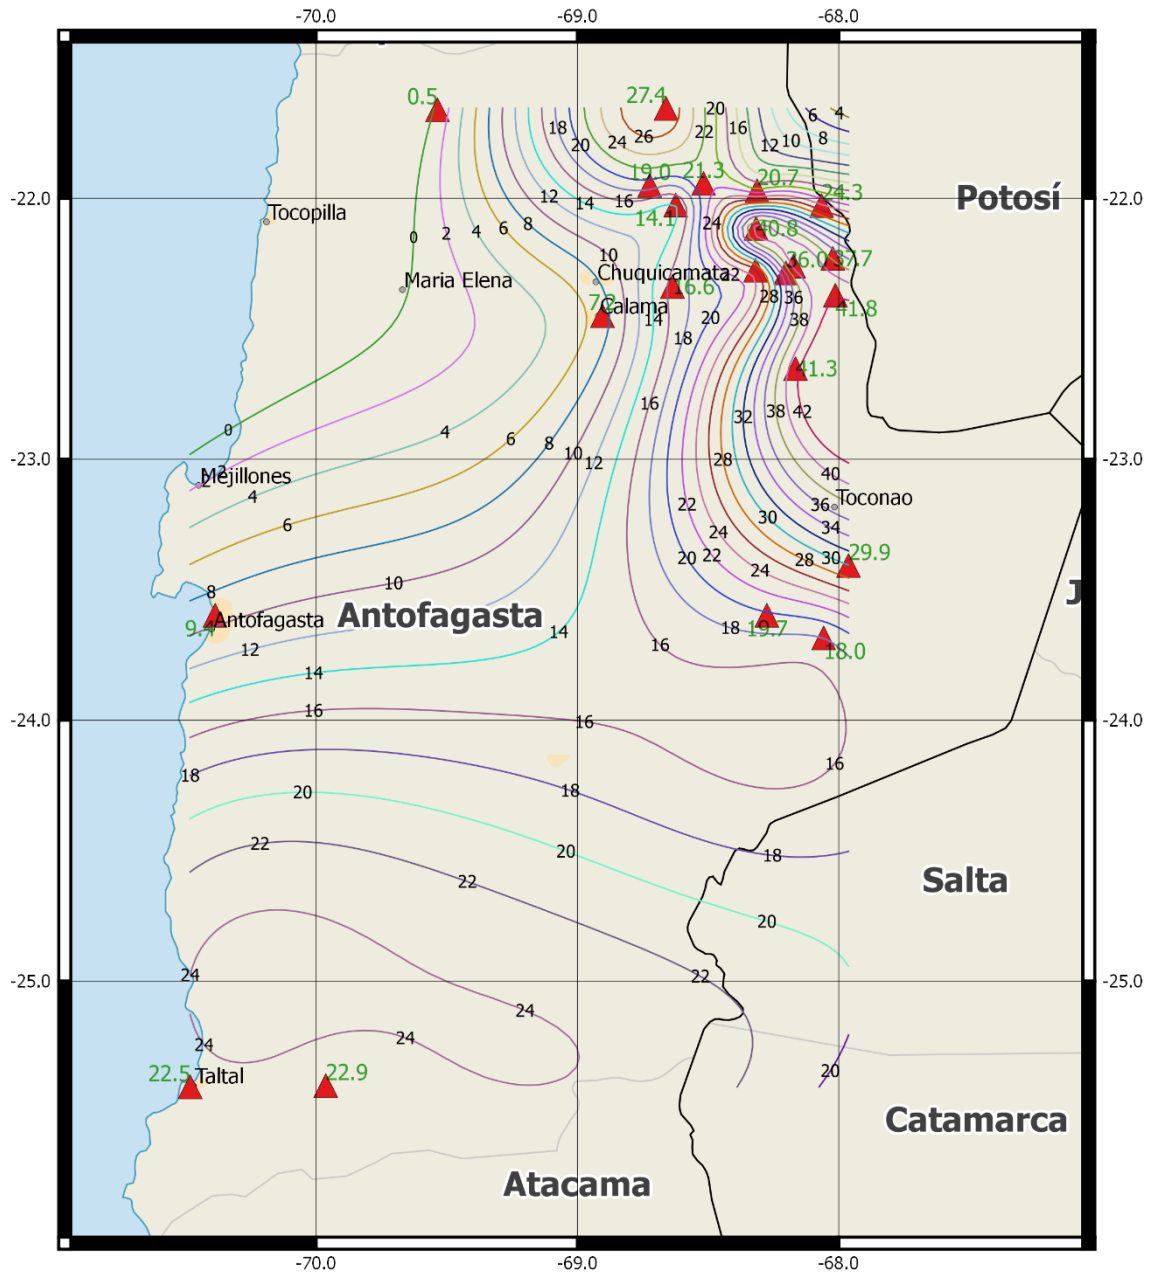 -70.0 -69.0 -68.0
0.5 27.4 20 6 4
18 24 26 22 16 10 8
20 12
19.0 21.3 20.7
12 14 16 24.3
-22.0 Potosí -22.0
Tocopilla 14.1 24 40.8
0 2 4 6 8
10 36.0 37.7
Maria Elena Chuquicamata 22
7.2 Calama 16.6 28 36 41.8
14 20 38
18
41.3
16 32 38 42
0 4 6 8 28
-23.0 10 12 -23.0
Mejillones 2 40
4 22 36 Toconao
6 30 34
24
20 22 28 30 29.9
8 10 24
9.4 Antofagasta Antofagasta J
12 14 16 18 19.7
14 18.0
-24.0 16 16 -24.0
16
18 20 18
22 20 18
22 Salta
20
24 22
-25.0 -25.0
24
24 24
22.5 Taltal 22.9 20
Catamarca
Atacama
-70.0 -69.0 -68.0